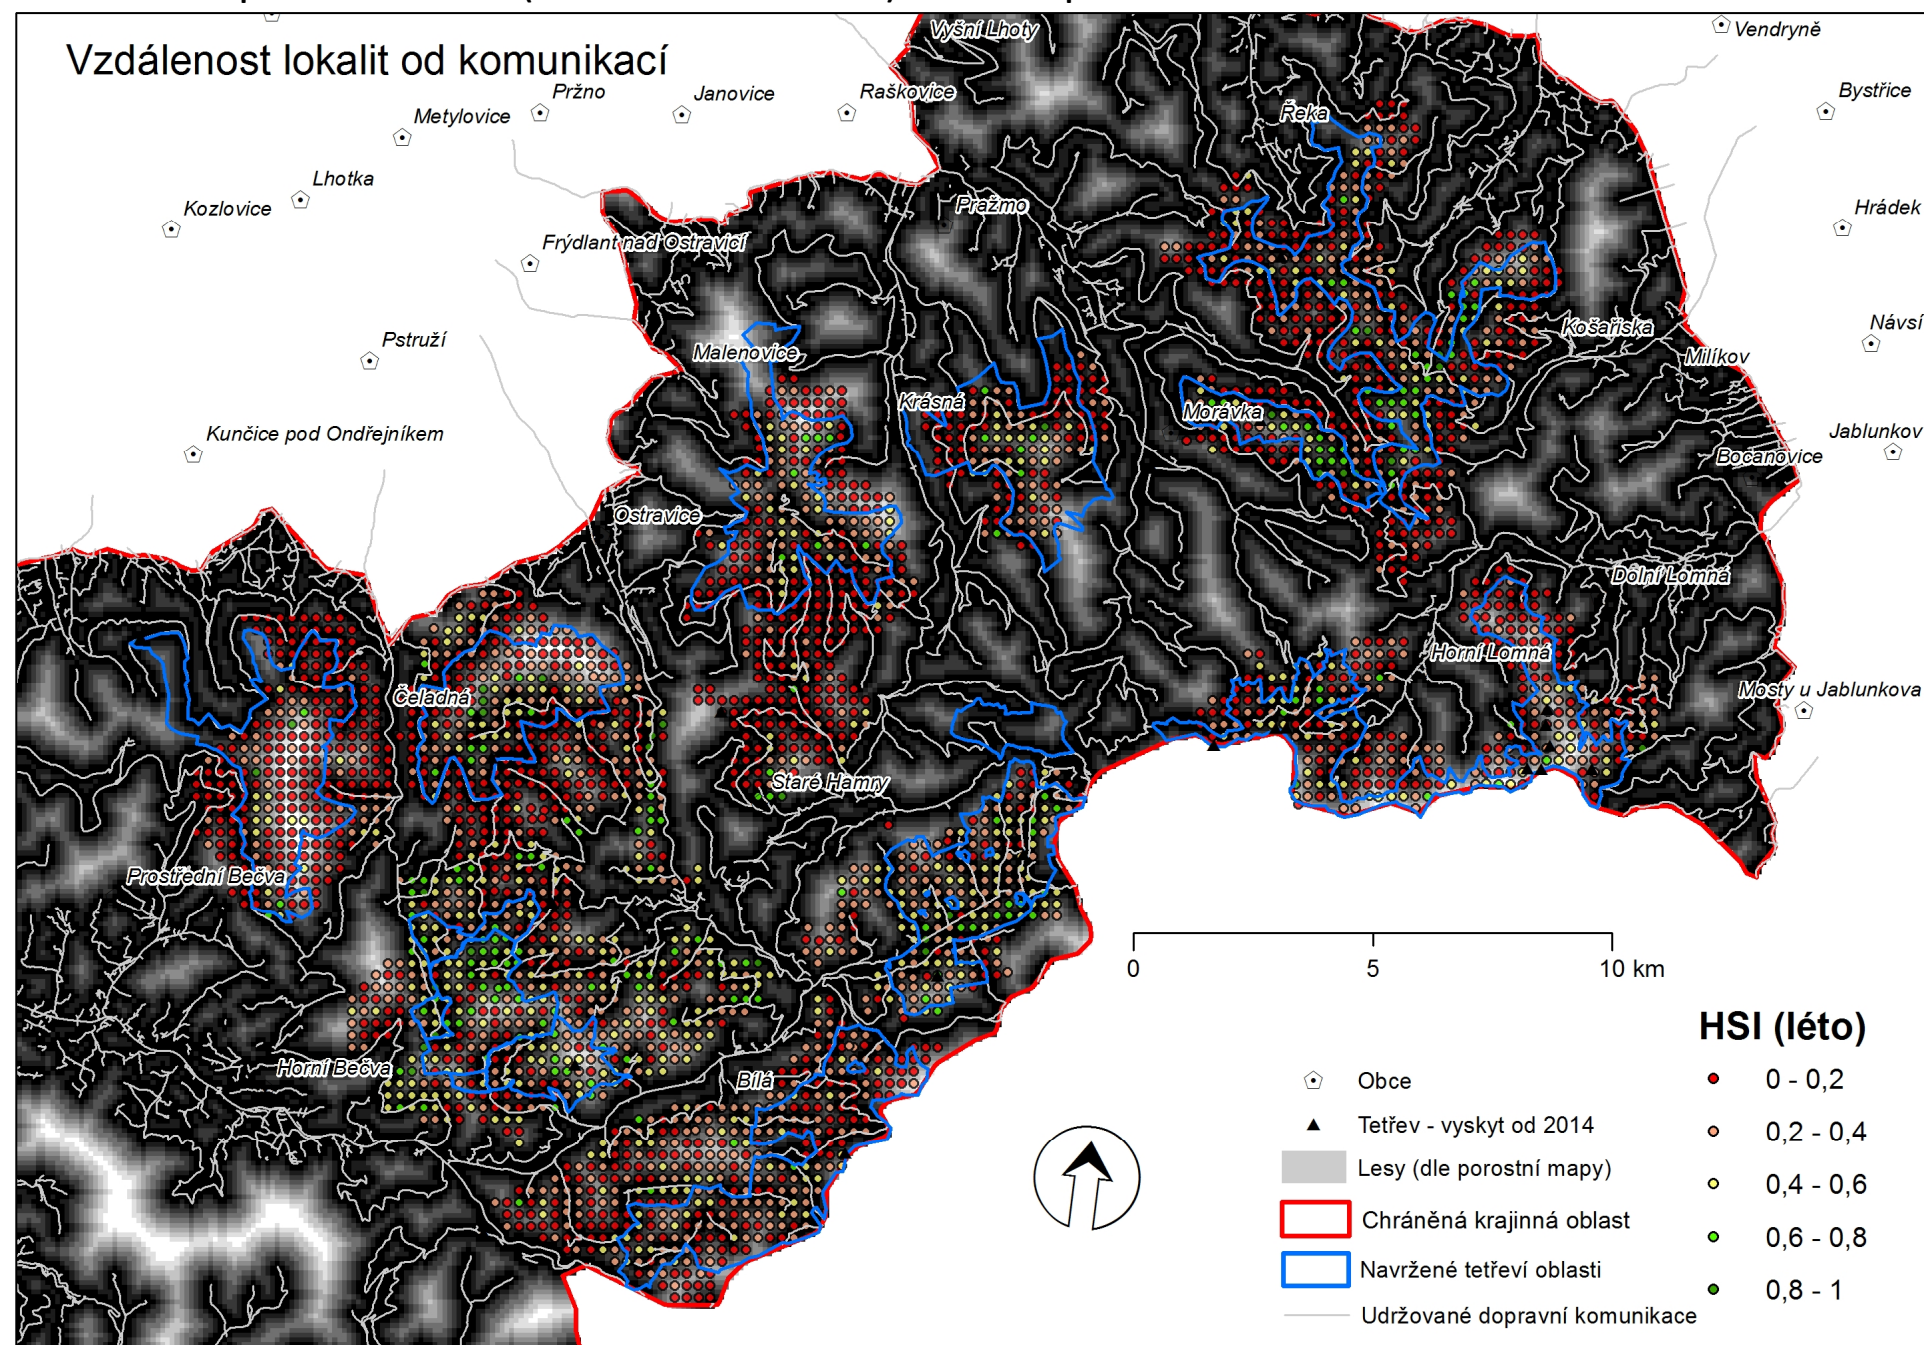 Vzdálenost lokalit od komunikací
Vyšní Lhoty
Vendryně
Pržno
Janovice
Raškovice
Bystřice
Metylovice
Řeka
Lhotka
Kozlovice
Pražmo
Hrádek
Frýdlant nad Ostravicí
Pstruží
Malenovice
Košařiska
Návsí
Milíkov
Krásná
Morávka
Kunčice pod Ondřejníkem
Jablunkov
Bocanovice
Ostravice
Dolní Lomná
Horní Lomná
Čeladná
Mosty u Jablunkova
Staré Hamry
Prostřední Bečva
Horní Bečva
Bílá
0 5 10 km
HSI (léto)
Obce
Tetřev - vyskyt od 2014
Lesy (dle porostní mapy)
Chráněná krajinná oblast
Navržené tetřeví oblasti
Udržované dopravní komunikace
0 - 0,2
0,2 - 0,4
0,4 - 0,6
0,6 - 0,8
0,8 - 1